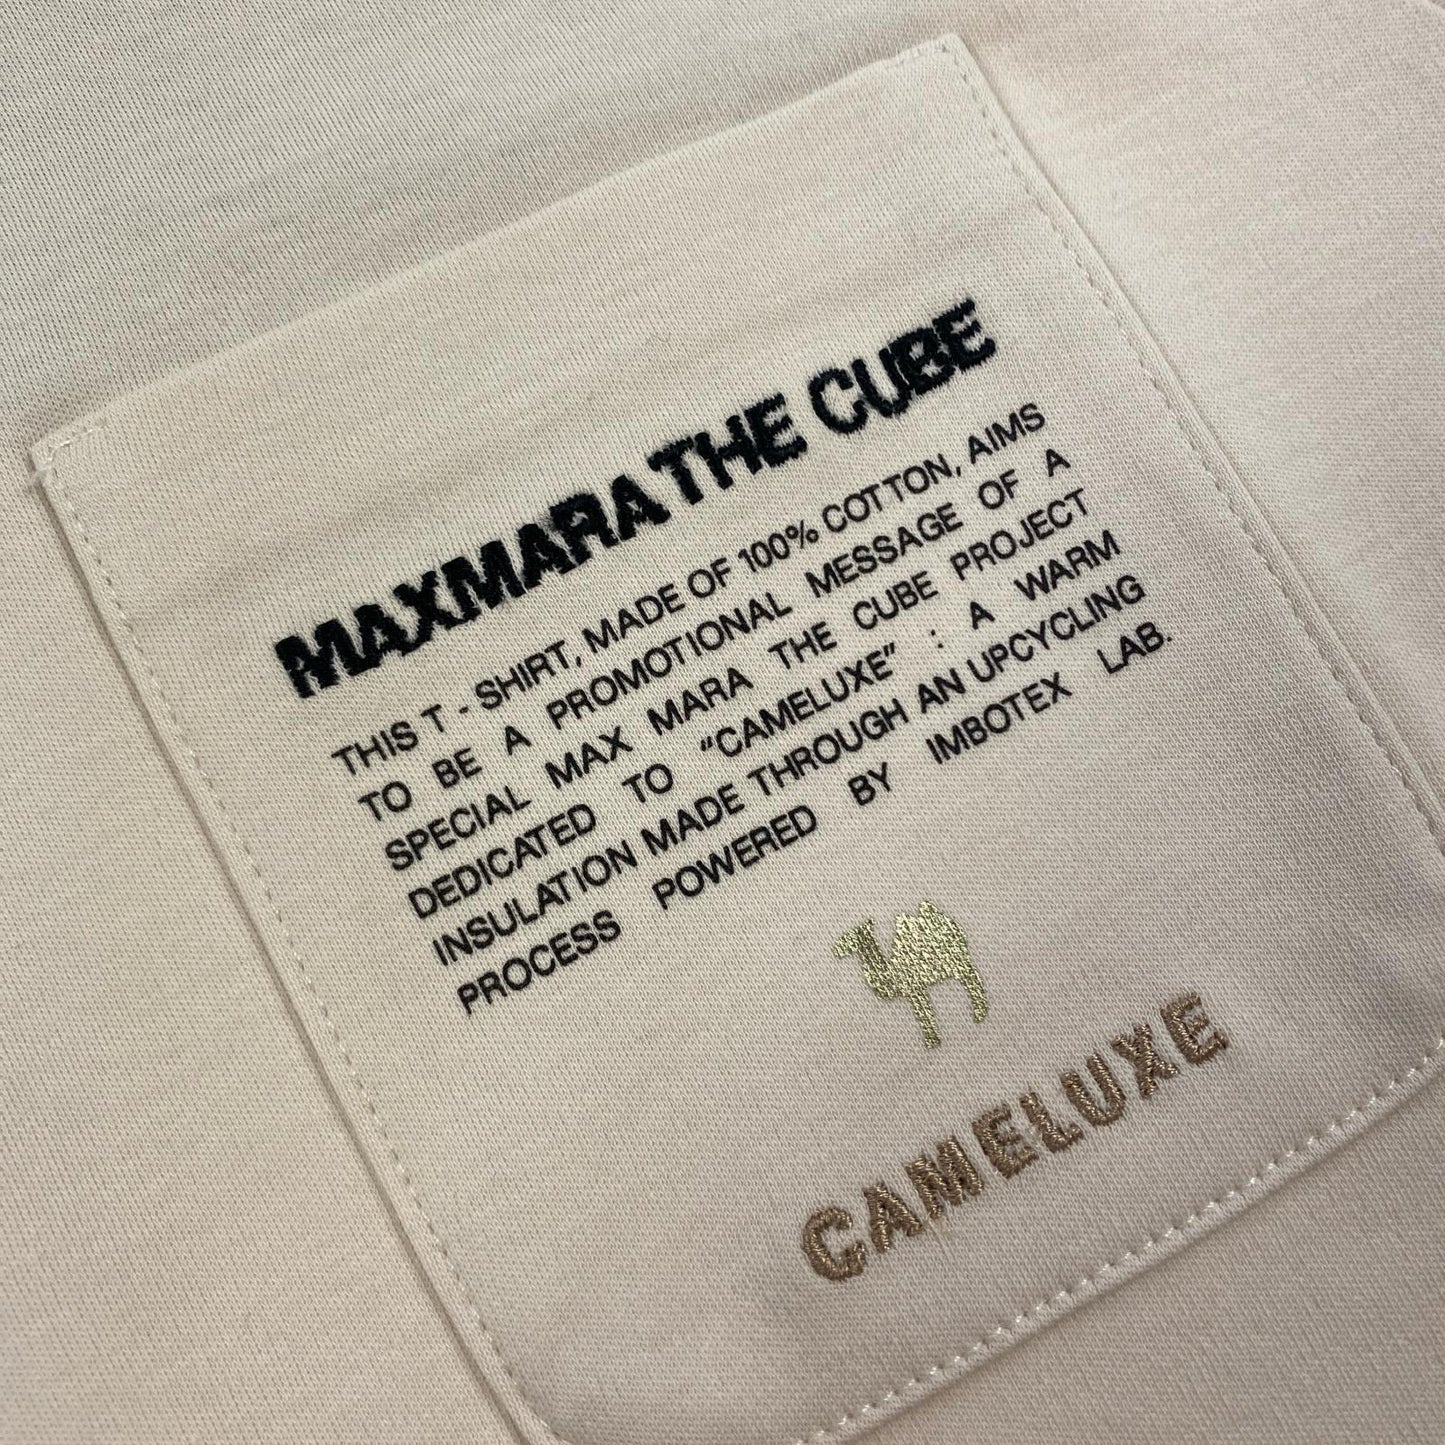 MAXMARA THE CUBE
THIS T - SHIRT, MADE OF 100% COTTON, AIMS
TO BE A PROMOTIONAL MESSAGE OF A
SPECIAL MAX MARA THE CUBE PROJECT
DEDICATED TO "CAMELUXE" : A WARM
INSULATION MADE THROUGH AN UPCYCLING
PROCESS POWERED BY IMBOTEX LAB.
CAMELUXE